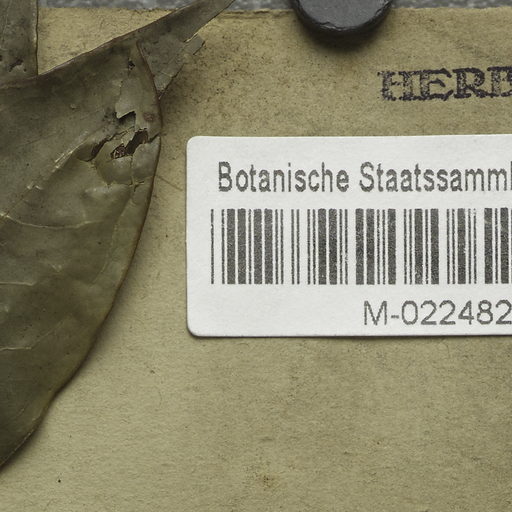 HERB
Botanische Staatssamml
M-022482